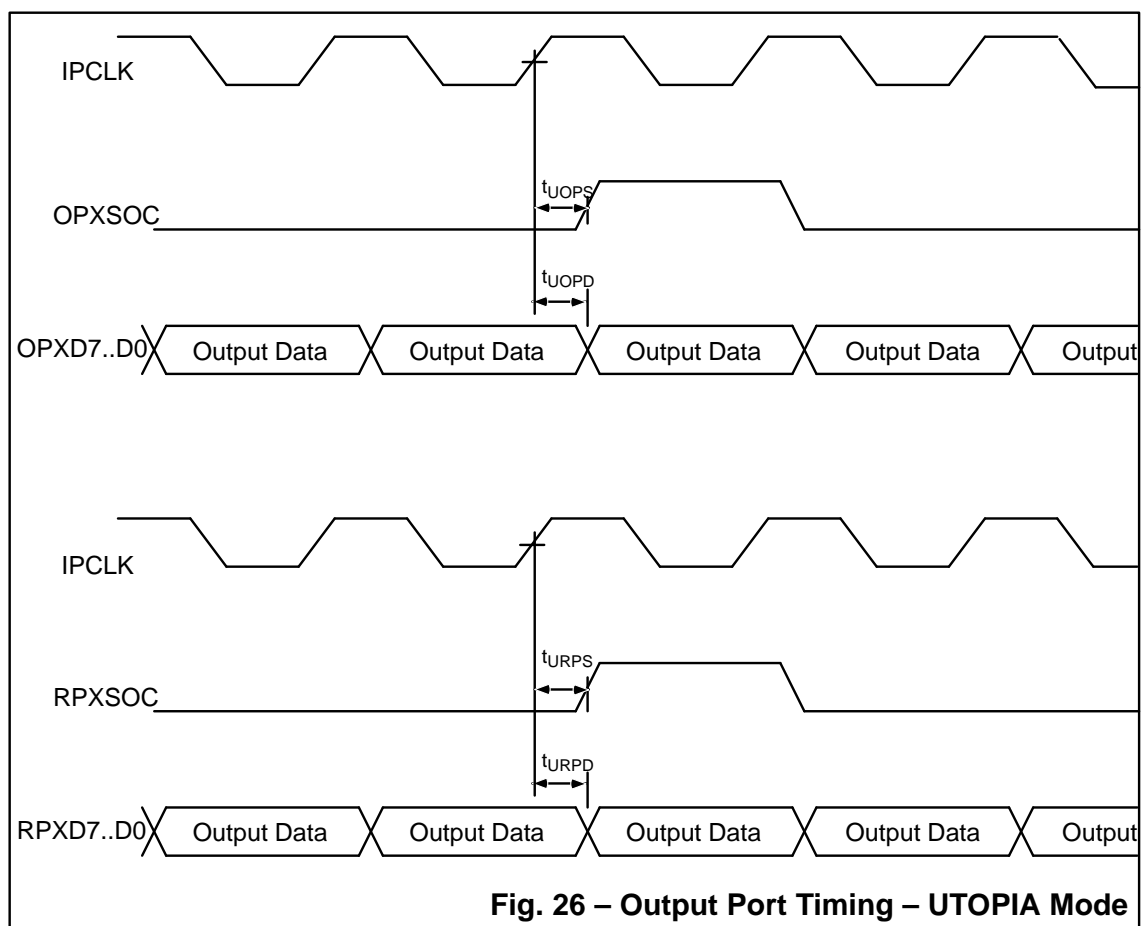 IPCLK
tUOPS
OPXSOC
tUOPD
OPXD7..D0 Output Data Output Data Output Data Output Data Output
IPCLK
tURPS
RPXSOC
tURPD
RPXD7..D0 Output Data Output Data Output Data Output Data Output
Fig. 26 – Output Port Timing – UTOPIA Mode